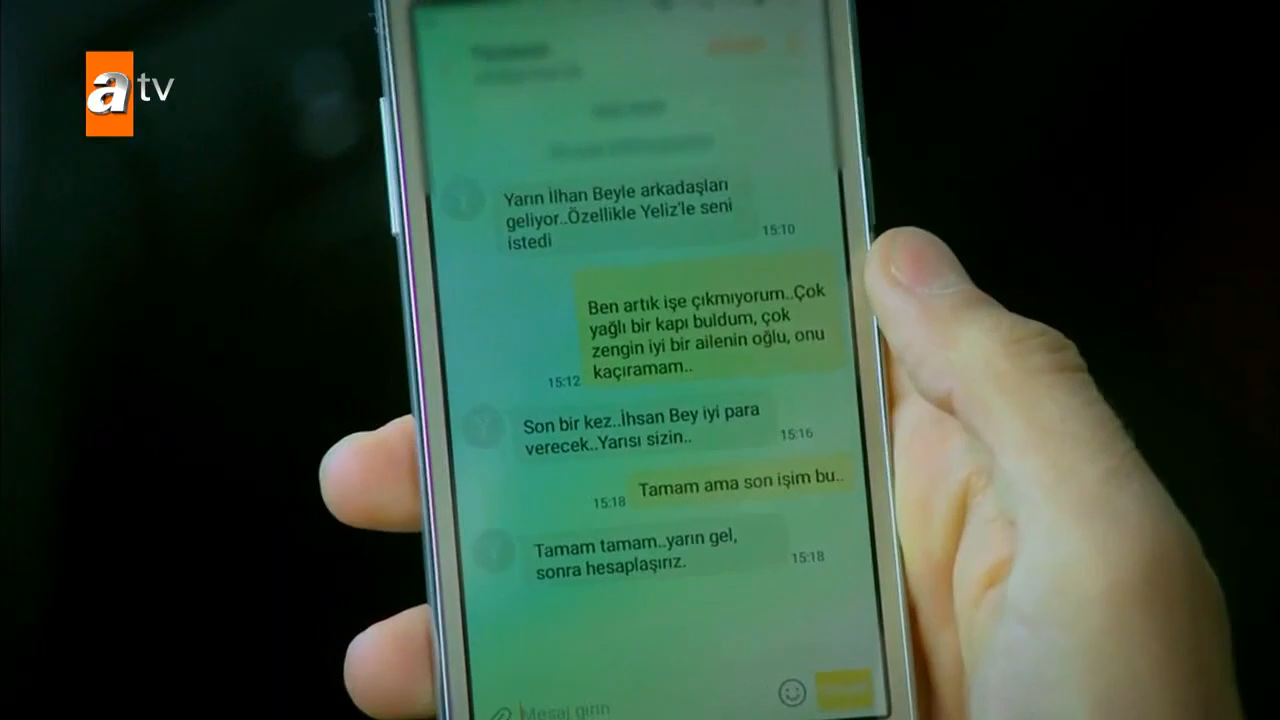 atv
Yarın İlhan Beyle arkadaşları
geliyor..Özellikle Yeliz'le seni
istedi
15:10
Ben artık işe çıkmıyorum..Çok
yağlı bir kapı buldum, çok
zengin iyi bir ailenin oğlu, onu
kaçıramam..
15:12
Son bir kez..İhsan Bey iyi para
verecek..Yarısı sizin..
15:16
Tamam ama son işim bu..
15:18
Tamam tamam..yarın gel,
sonra hesaplaşırız.
15:18
Mesaj girin